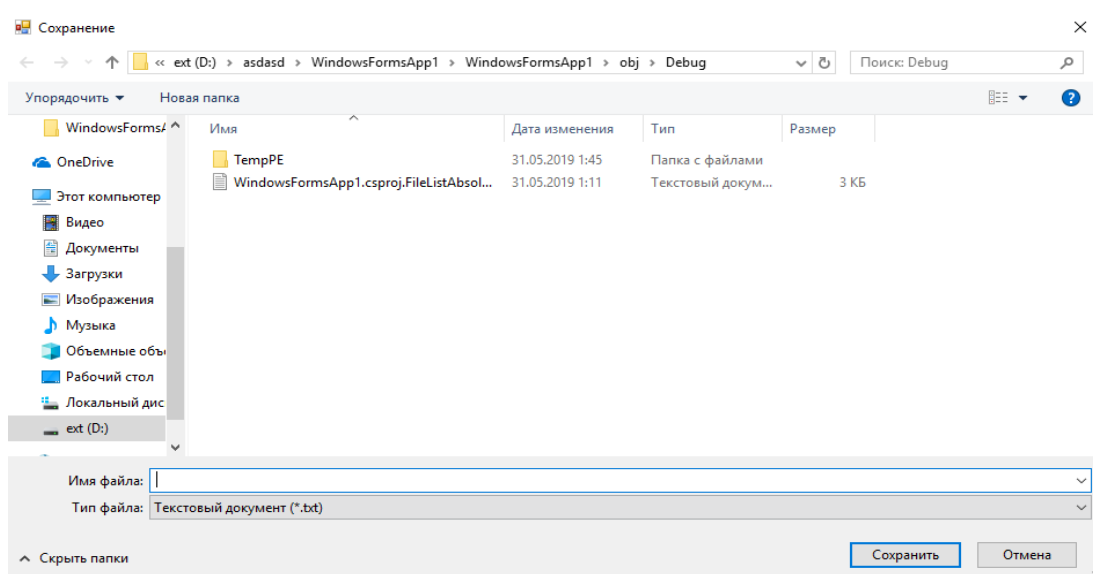 Сохранение
« ext (D:) › asdasd › WindowsFormsApp1 › WindowsFormsApp1 › obj › Debug
Поиск: Debug
Упорядочить
Новая папка
Имя Дата изменения Тип Размер
TempPE 31.05.2019 1:45 Папка с файлами
WindowsFormsApp1.csproj.FileListAbsol... 31.05.2019 1:11 Текстовый докум... 3 КБ
WindowsFormsA
OneDrive
Этот компьютер
Видео
Документы
Загрузки
Изображения
Музыка
Объемные объ
Рабочий стол
Локальный дис
ext (D:)
Имя файла:
Тип файла: Текстовый документ (*.txt)
Скрыть папки
Сохранить
Отмена